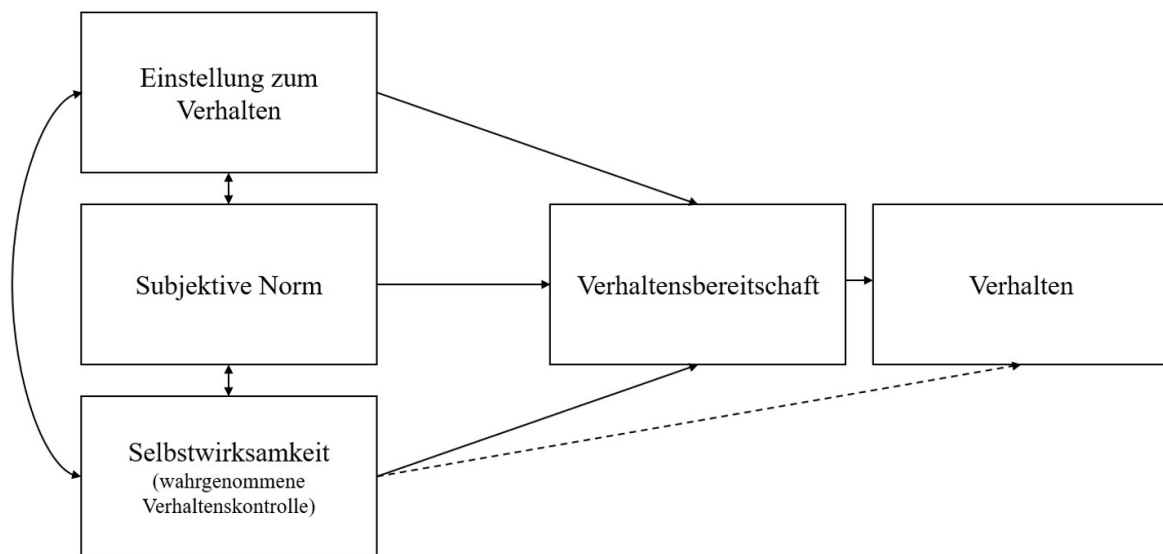 Einstellung zum
Verhalten
Subjektive Norm
Verhaltensbereitschaft
Verhalten
Selbstwirksamkeit
(wahrgenommene
Verhaltenskontrolle)